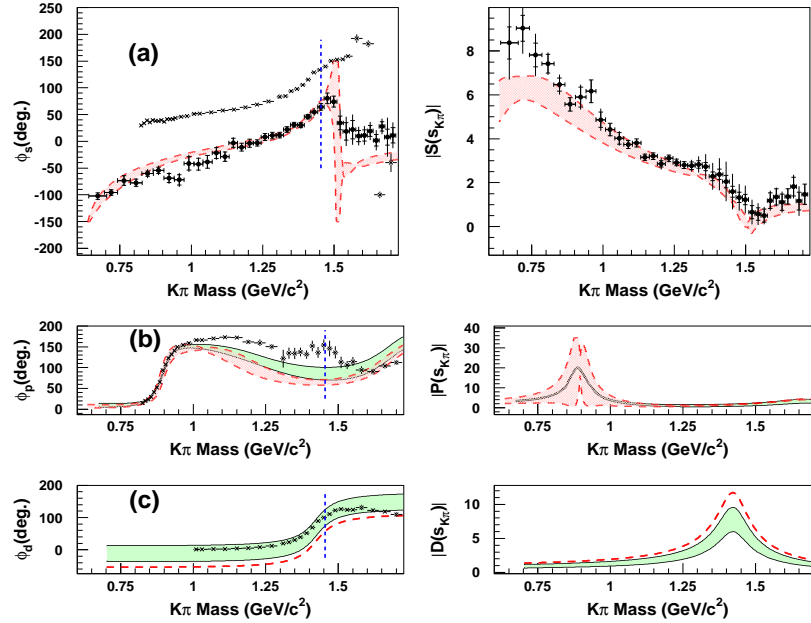 (a)
ϕs(deg.)
250
200
150
100
50
0
-50
-100
-150
-200
-250
0.75 1 1.25 1.5
Kπ Mass (GeV/c²)
|S(sKπ)|
8
6
4
2
0
0.75 1 1.25 1.5
Kπ Mass (GeV/c²)
(b)
ϕp(deg.)
200
150
100
50
0
0.75 1 1.25 1.5
Kπ Mass (GeV/c²)
|P(sKπ)|
40
30
20
10
0
0.75 1 1.25 1.5
Kπ Mass (GeV/c²)
(c)
ϕd(deg.)
200
100
0
0.75 1 1.25 1.5
Kπ Mass (GeV/c²)
|D(sKπ)|
10
5
0
0.75 1 1.25 1.5
Kπ Mass (GeV/c²)